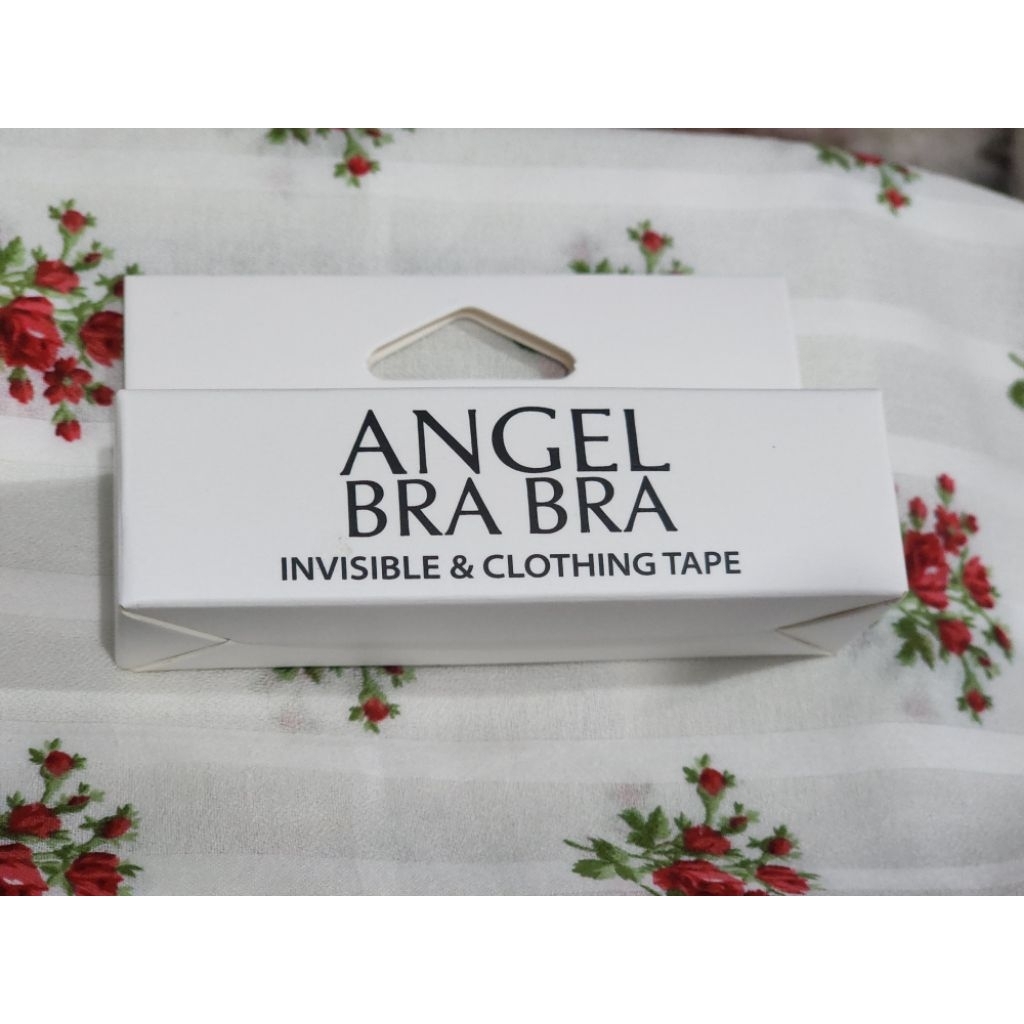 ANGEL
BRA BRA
INVISIBLE & CLOTHING TAPE